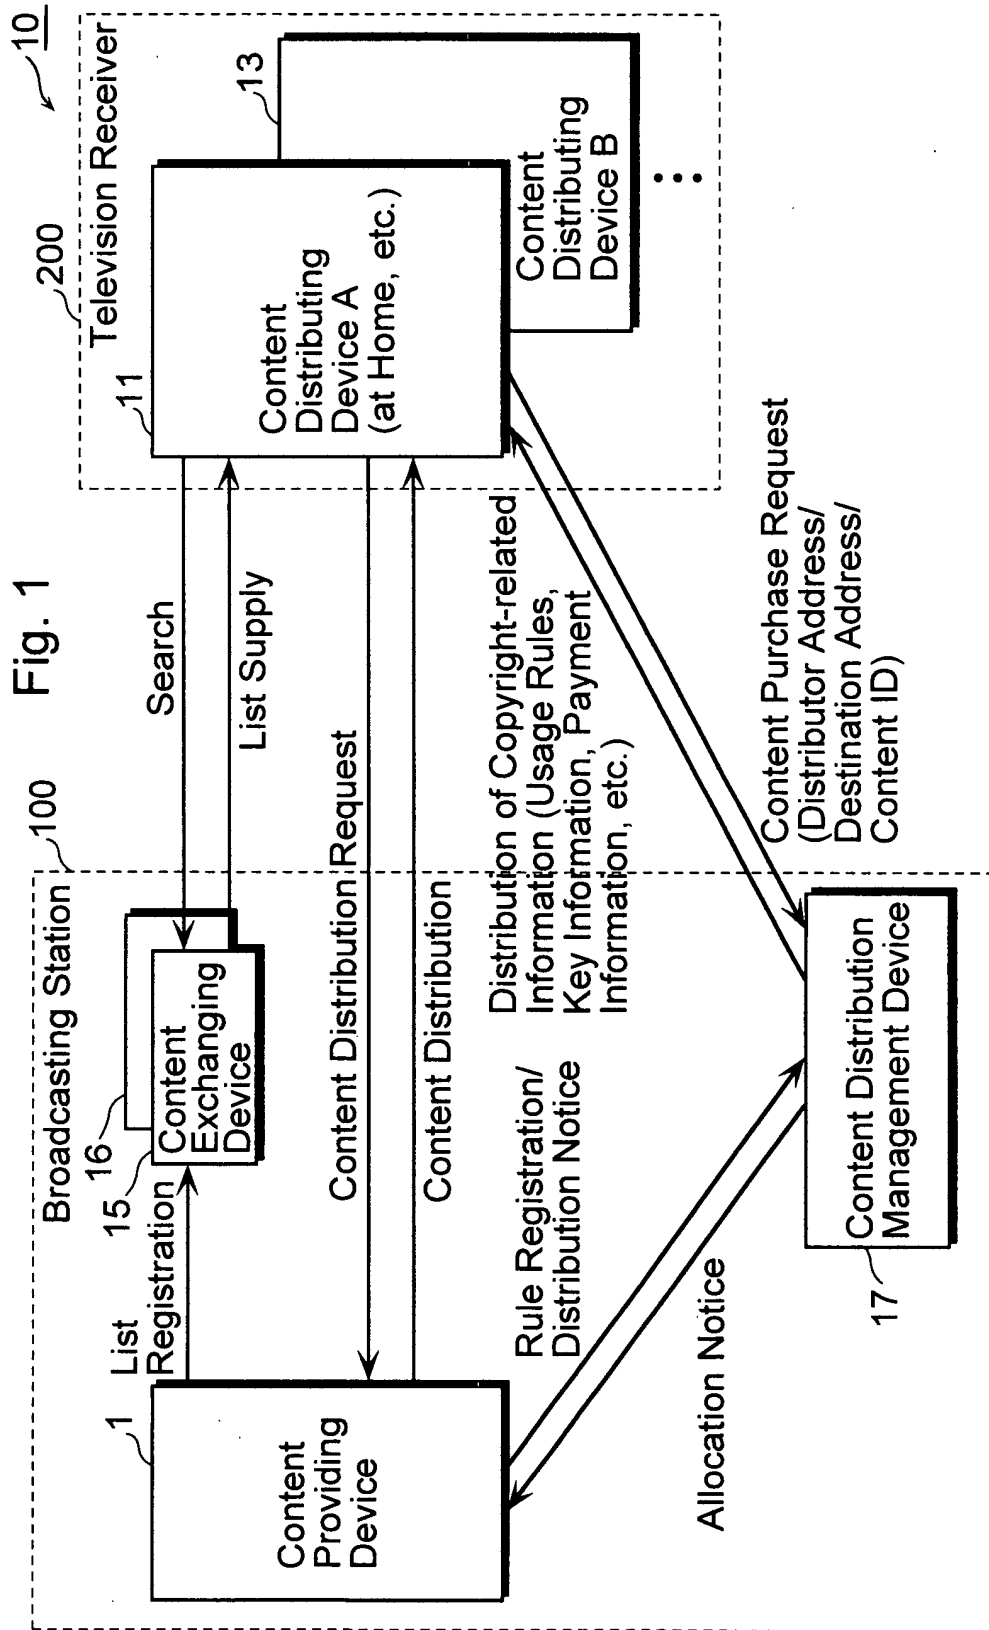 Fig. 1
10
Broadcasting Station
100
200
Television Receiver
1
Content
Providing
Device
List
Registration
16
15
Content
Exchanging
Device
Search
List Supply
11
Content
Distributing
Device A
(at Home, etc.)
13
Content
Distributing
Device B
Content Distribution Request
Content Distribution
Rule Registration/
Distribution Notice
Allocation Notice
Distribution of Copyright-related
Information (Usage Rules,
Key Information, Payment
Information, etc.)
Content Purchase Request
(Distributor Address/
Destination Address/
Content ID)
17
Content Distribution
Management Device